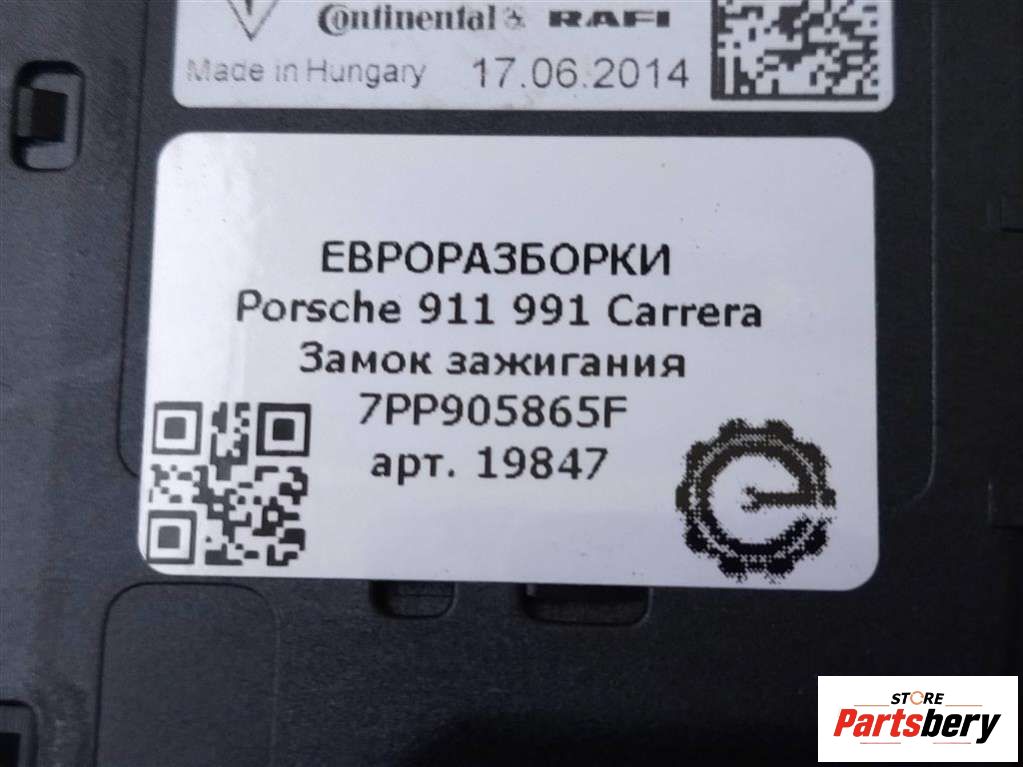 Continental RAFI
Made in Hungary 17.06.2014
ЕВРОРАЗБОРКИ
Porsche 911 991 Carrera
Замок зажигания
7PP905865F
арт. 19847
STORE
Partsbery